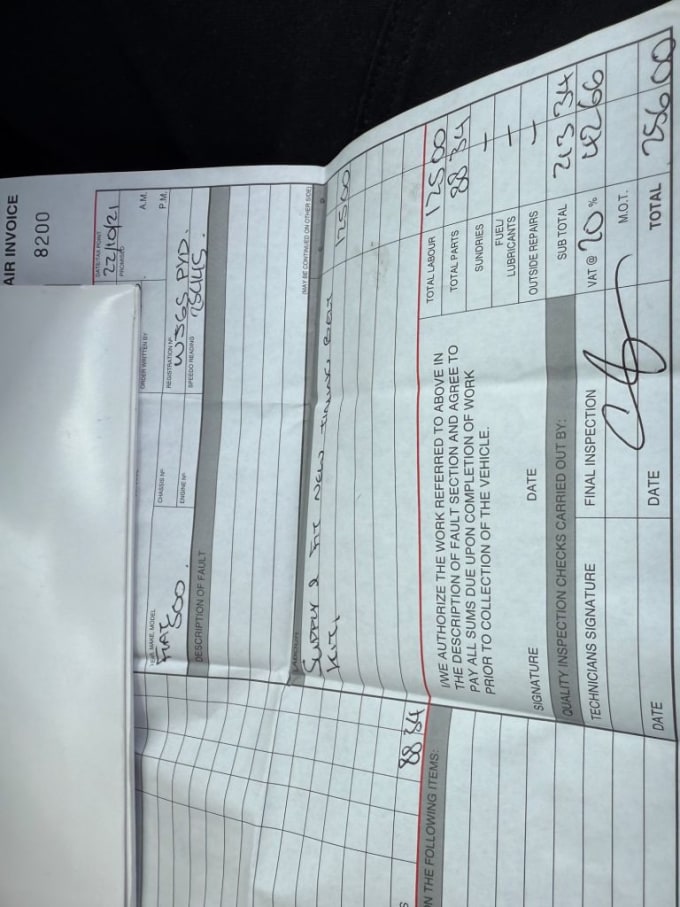 AIR INVOICE
8200
DATE/TAX POINT
22/10/21
PROMISED
A.M.
P.M.
ORDER WRITTEN BY
REGISTRATION Nº
SPEEDO READING
YEAR, MAKE, MODEL
FIAT 500.
CHASSIS Nº
ENGINE Nº
DESCRIPTION OF FAULT
LABOUR
(MAY BE CONTINUED ON OTHER SIDE)
SUPPLY & FIT NEW TIMING BELT 125.00
KIT.
88 34
I/WE AUTHORIZE THE WORK REFERRED TO ABOVE IN
THE DESCRIPTION OF FAULT SECTION AND AGREE TO
PAY ALL SUMS DUE UPON COMPLETION OF WORK
PRIOR TO COLLECTION OF THE VEHICLE.
SIGNATURE DATE
QUALITY INSPECTION CHECKS CARRIED OUT BY:
TECHNICIANS SIGNATURE FINAL INSPECTION
DATE DATE
TOTAL LABOUR 125 00
TOTAL PARTS 88 34
SUNDRIES —
FUEL/
LUBRICANTS —
OUTSIDE REPAIRS —
SUB TOTAL 213 34
VAT @ 20 % 42 66
M.O.T.
TOTAL 256 00
N THE FOLLOWING ITEMS: